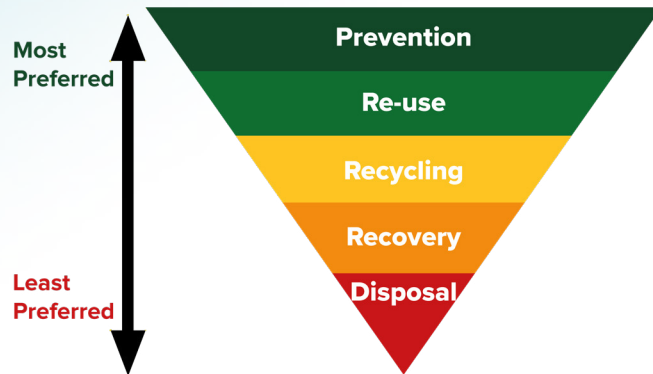 Most
Preferred
Prevention
Re-use
Recycling
Recovery
Disposal
Least
Preferred